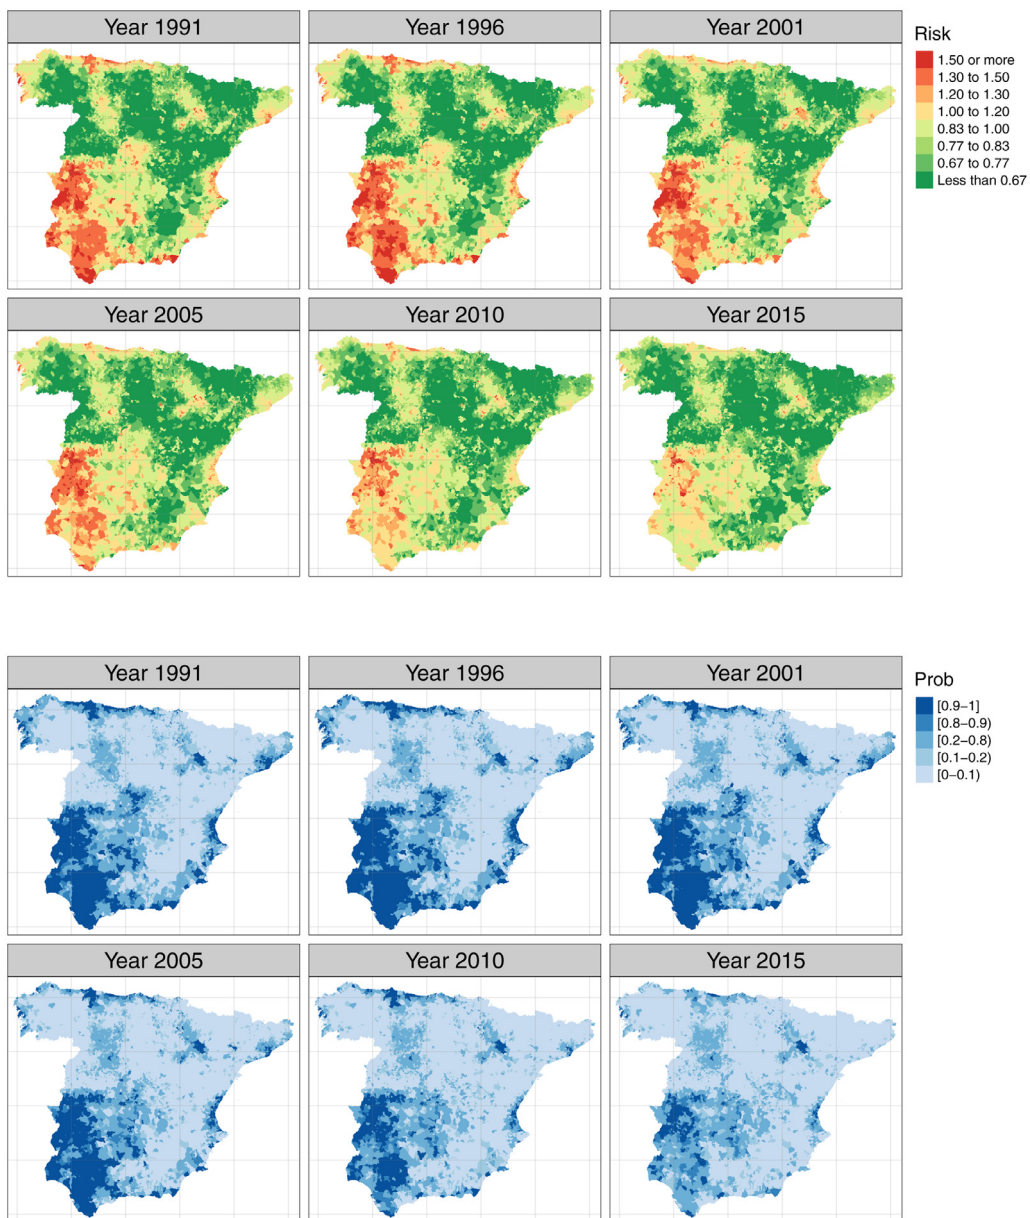 Year 1991
Year 1996
Year 2001
Risk
1.50 or more
1.30 to 1.50
1.20 to 1.30
1.00 to 1.20
0.83 to 1.00
0.77 to 0.83
0.67 to 0.77
Less than 0.67
Year 2005
Year 2010
Year 2015
Year 1991
Year 1996
Year 2001
Prob
[0.9−1]
[0.8−0.9)
[0.2−0.8)
[0.1−0.2)
[0−0.1)
Year 2005
Year 2010
Year 2015